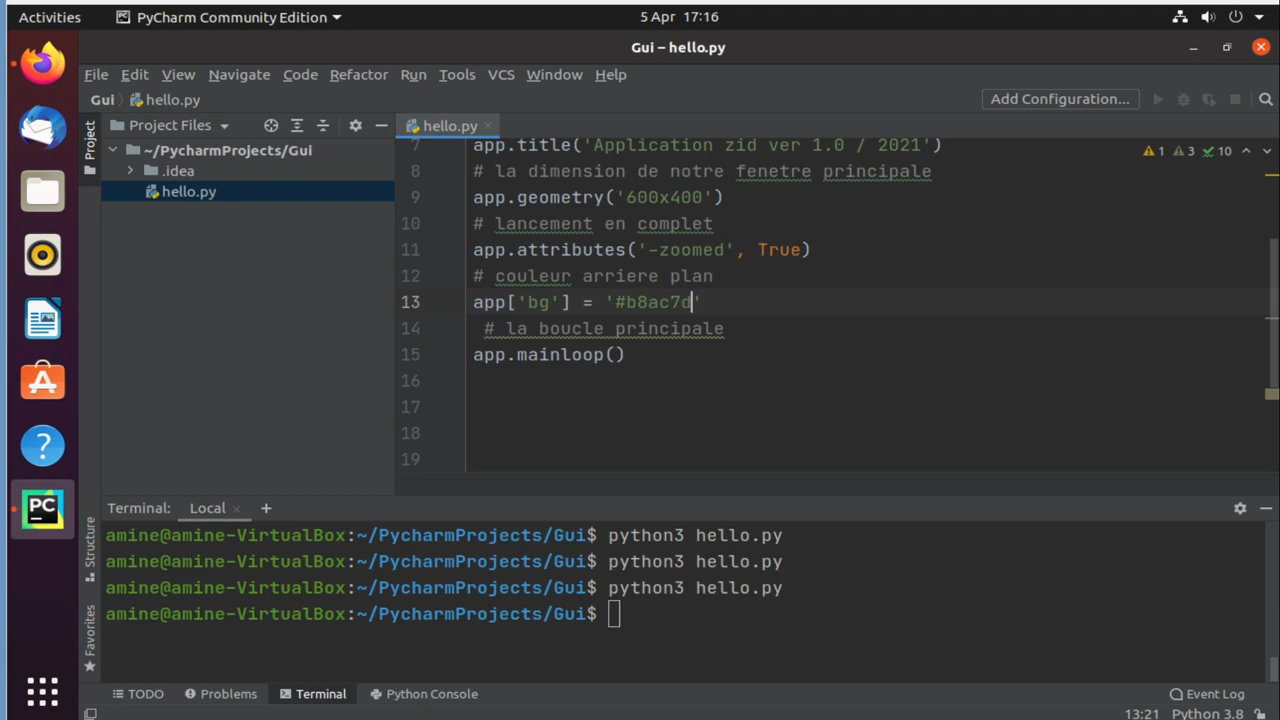 Activities PyCharm Community Edition 5 Apr 17:16
Gui – hello.py
File Edit View Navigate Code Refactor Run Tools VCS Window Help
Gui hello.py Add Configuration...
Project
Project Files
hello.py
~/PycharmProjects/Gui
.idea
hello.py
1 3 10
7 app.title('Application zid ver 1.0 / 2021')
8 # la dimension de notre fenetre principale
9 app.geometry('600x400')
10 # lancement en complet
11 app.attributes('-zoomed', True)
12 # couleur arriere plan
13 app['bg'] = '#b8ac7d'
14 # la boucle principale
15 app.mainloop()
16
17
18
19
Terminal: Local +
amine@amine-VirtualBox:~/PycharmProjects/Gui$ python3 hello.py
amine@amine-VirtualBox:~/PycharmProjects/Gui$ python3 hello.py
amine@amine-VirtualBox:~/PycharmProjects/Gui$ python3 hello.py
amine@amine-VirtualBox:~/PycharmProjects/Gui$
Structure
Favorites
PC
TODO Problems Terminal Python Console Event Log
13:21 Python 3.8